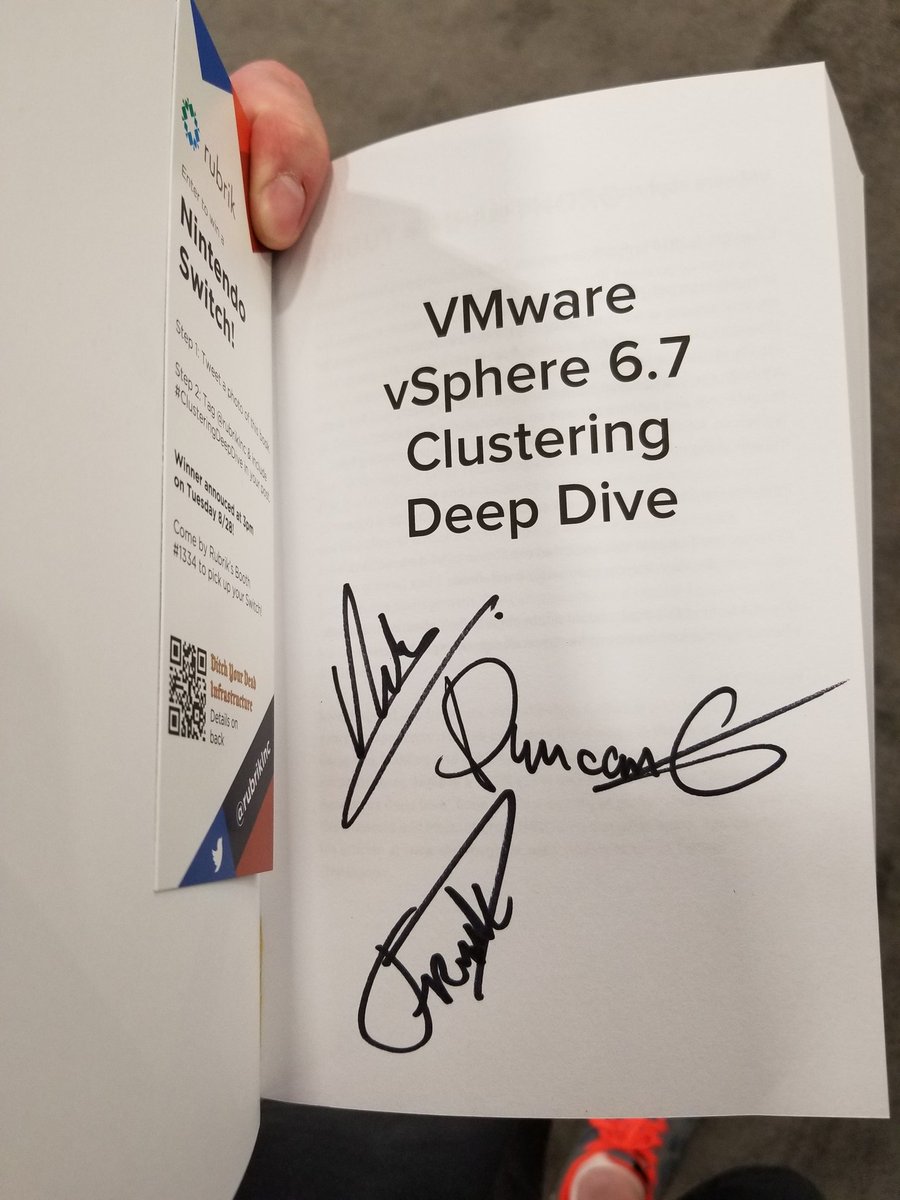 rubrik
Enter to win a
Nintendo
Switch!
Step 1: Tweet a photo of this book
Step 2: Tag @rubrikInc & include
#ClusteringDeepDive in your post!
Winner annouced at 3pm
on Tuesday 8/28!
Come by Rubrik's Booth
#1334 to pick up your Switch!
Ditch Your Dead
Infrastructure
Details on
back
@rubrikInc
VMware
vSphere 6.7
Clustering
Deep Dive
Duncan
Frank